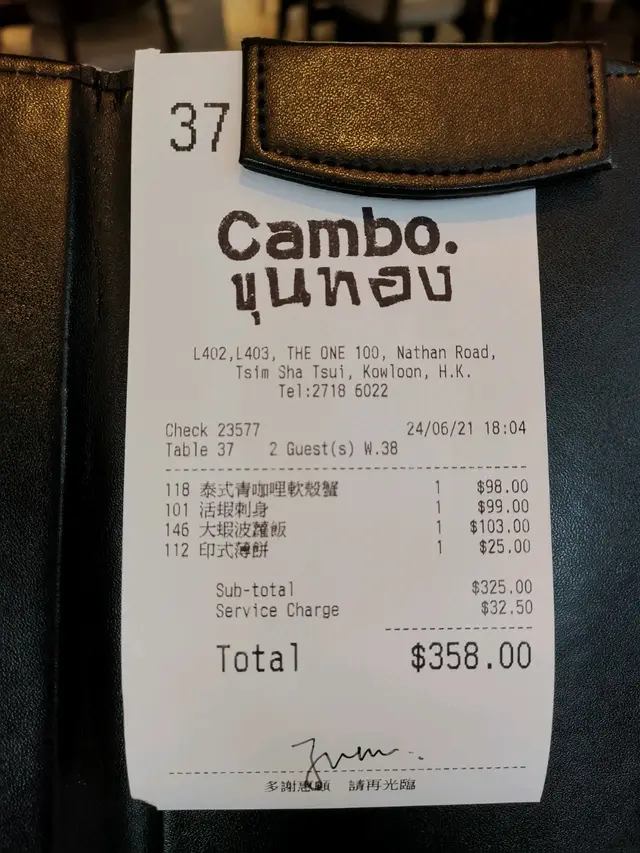 37
Cambo.
ขุนทอง
L402,L403, THE ONE 100, Nathan Road,
Tsim Sha Tsui, Kowloon, H.K.
Tel:2718 6022
Check 23577 24/06/21 18:04
Table 37 2 Guest(s) W.38
118 泰式青咖哩軟殼蟹 1 $98.00
101 活蝦刺身 1 $99.00
146 大蝦波蘿飯 1 $103.00
112 印式薄餅 1 $25.00
Sub-total $325.00
Service Charge $32.50
Total $358.00
多謝惠顧 請再光臨